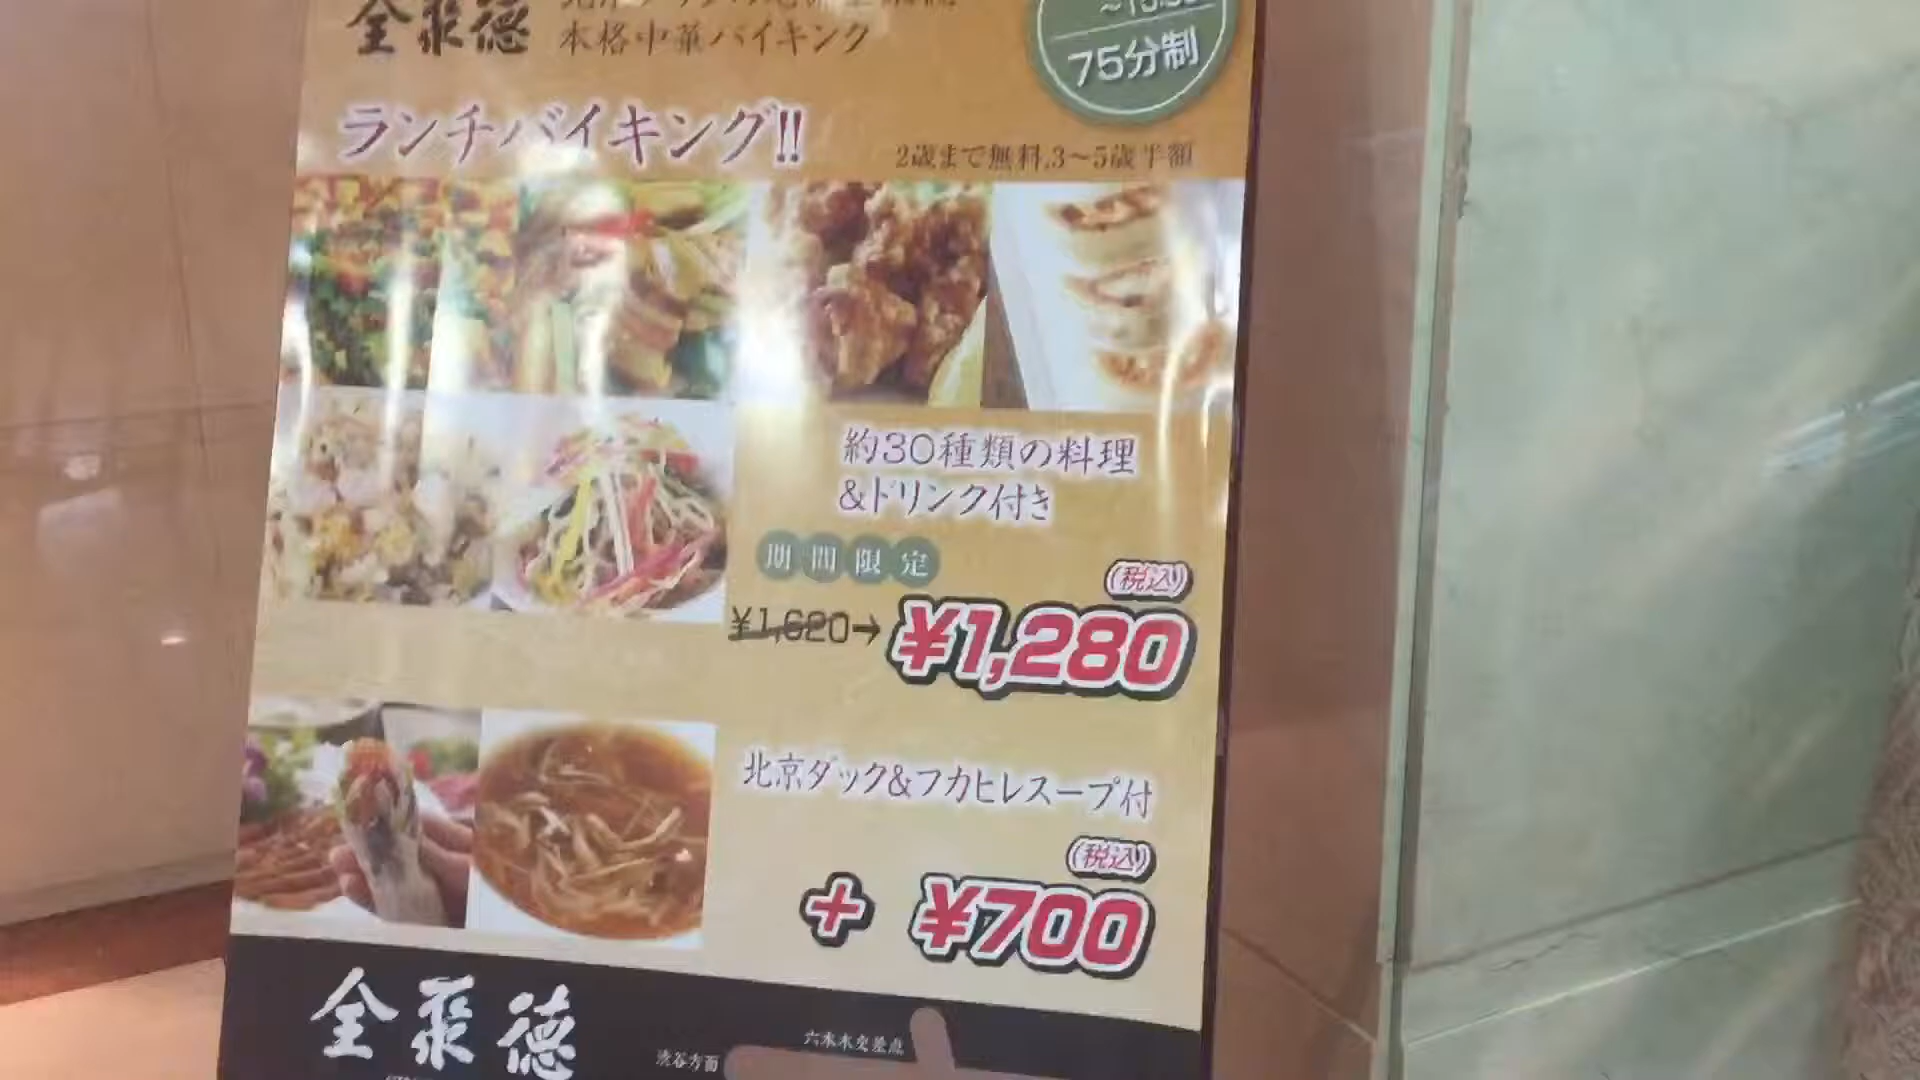 全聚德
本格中華バイキング
75分制
ランチバイキング!!
2歳まで無料,3〜5歳半額
約30種類の料理
&ドリンク付き
期間限定
(税込)
¥1,620→ ¥1,280
北京ダック&フカヒレスープ付
(税込)
+ ¥700
全聚德
六本木交差点
渋谷方面